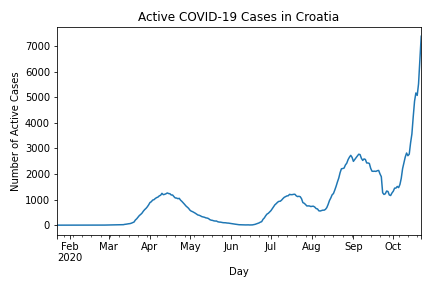 Active COVID-19 Cases in Croatia
Number of Active Cases
7000
6000
5000
4000
3000
2000
1000
0
Feb Mar Apr May Jun Jul Aug Sep Oct
2020
Day